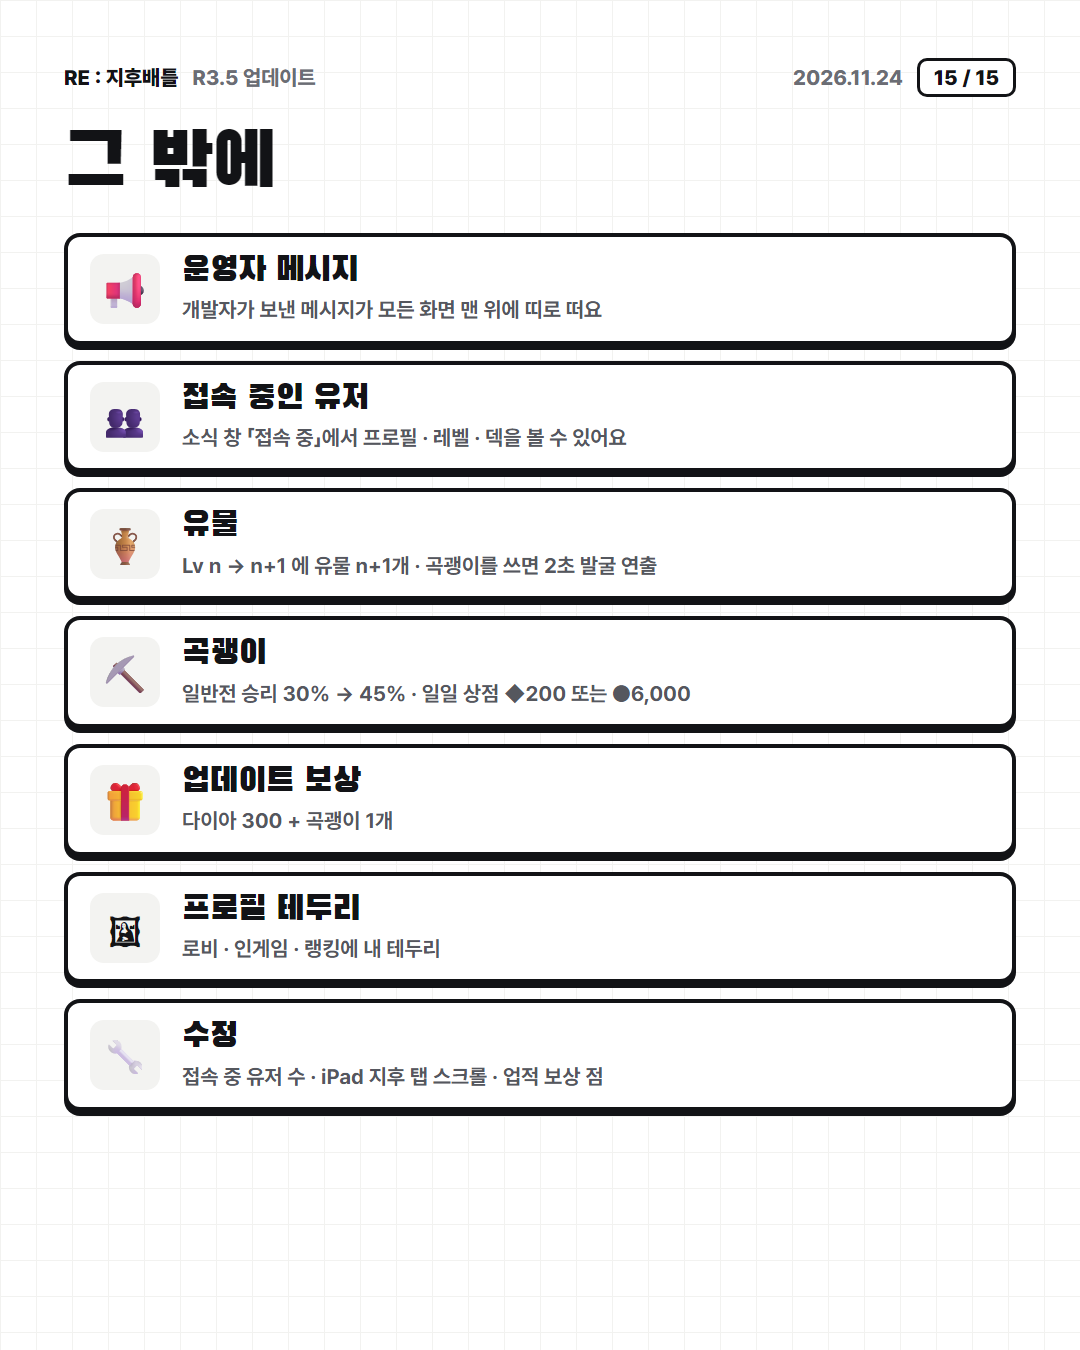 RE : 지후배틀 R3.5 업데이트
2026.11.24 15 / 15
그 밖에
운영자 메시지
개발자가 보낸 메시지가 모든 화면 맨 위에 띠로 떠요
접속 중인 유저
소식 창 「접속 중」에서 프로필 · 레벨 · 덱을 볼 수 있어요
유물
Lv n → n+1 에 유물 n+1개 · 곡괭이를 쓰면 2초 발굴 연출
곡괭이
일반전 승리 30% → 45% · 일일 상점 ◆200 또는 ●6,000
업데이트 보상
다이아 300 + 곡괭이 1개
프로필 테두리
로비 · 인게임 · 랭킹에 내 테두리
수정
접속 중 유저 수 · iPad 지후 탭 스크롤 · 업적 보상 점